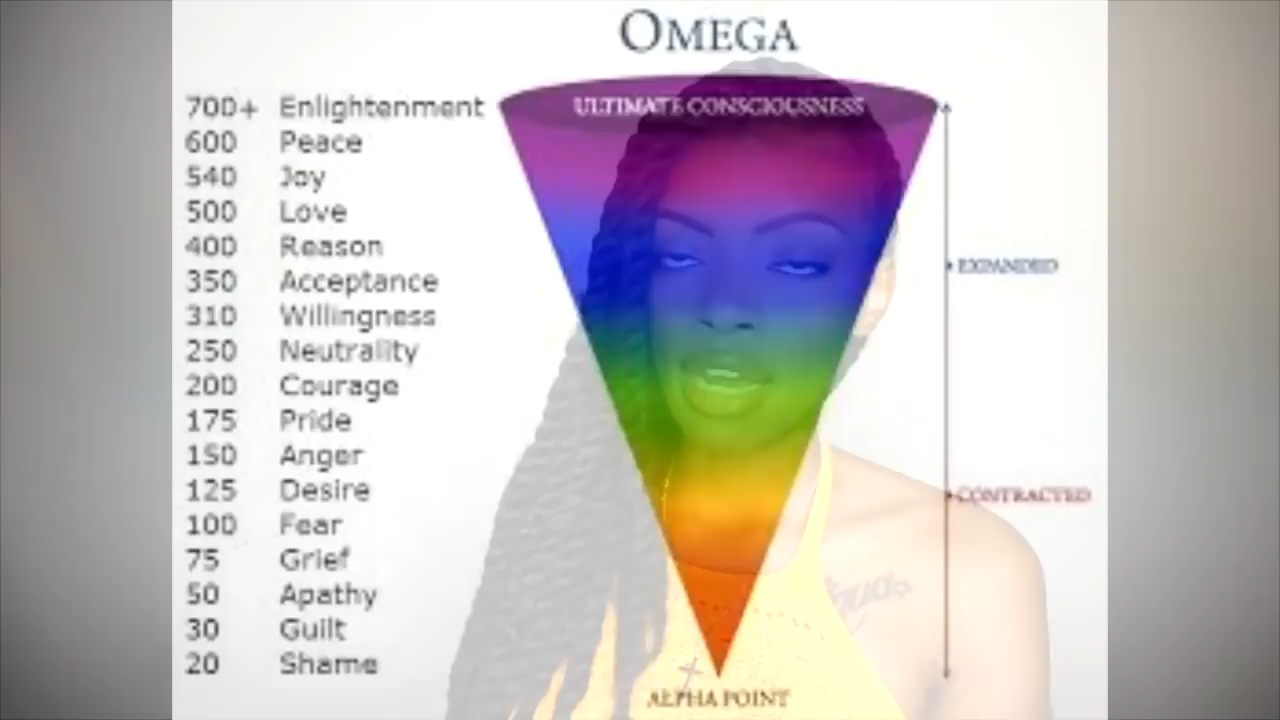 OMEGA
700+ Enlightenment
ULTIMATE CONSCIOUSNESS
600 Peace
540 Joy
500 Love
400 Reason
EXPANDED
350 Acceptance
310 Willingness
250 Neutrality
200 Courage
175 Pride
150 Anger
125 Desire
CONTRACTED
100 Fear
75 Grief
50 Apathy
30 Guilt
20 Shame
ALPHA POINT